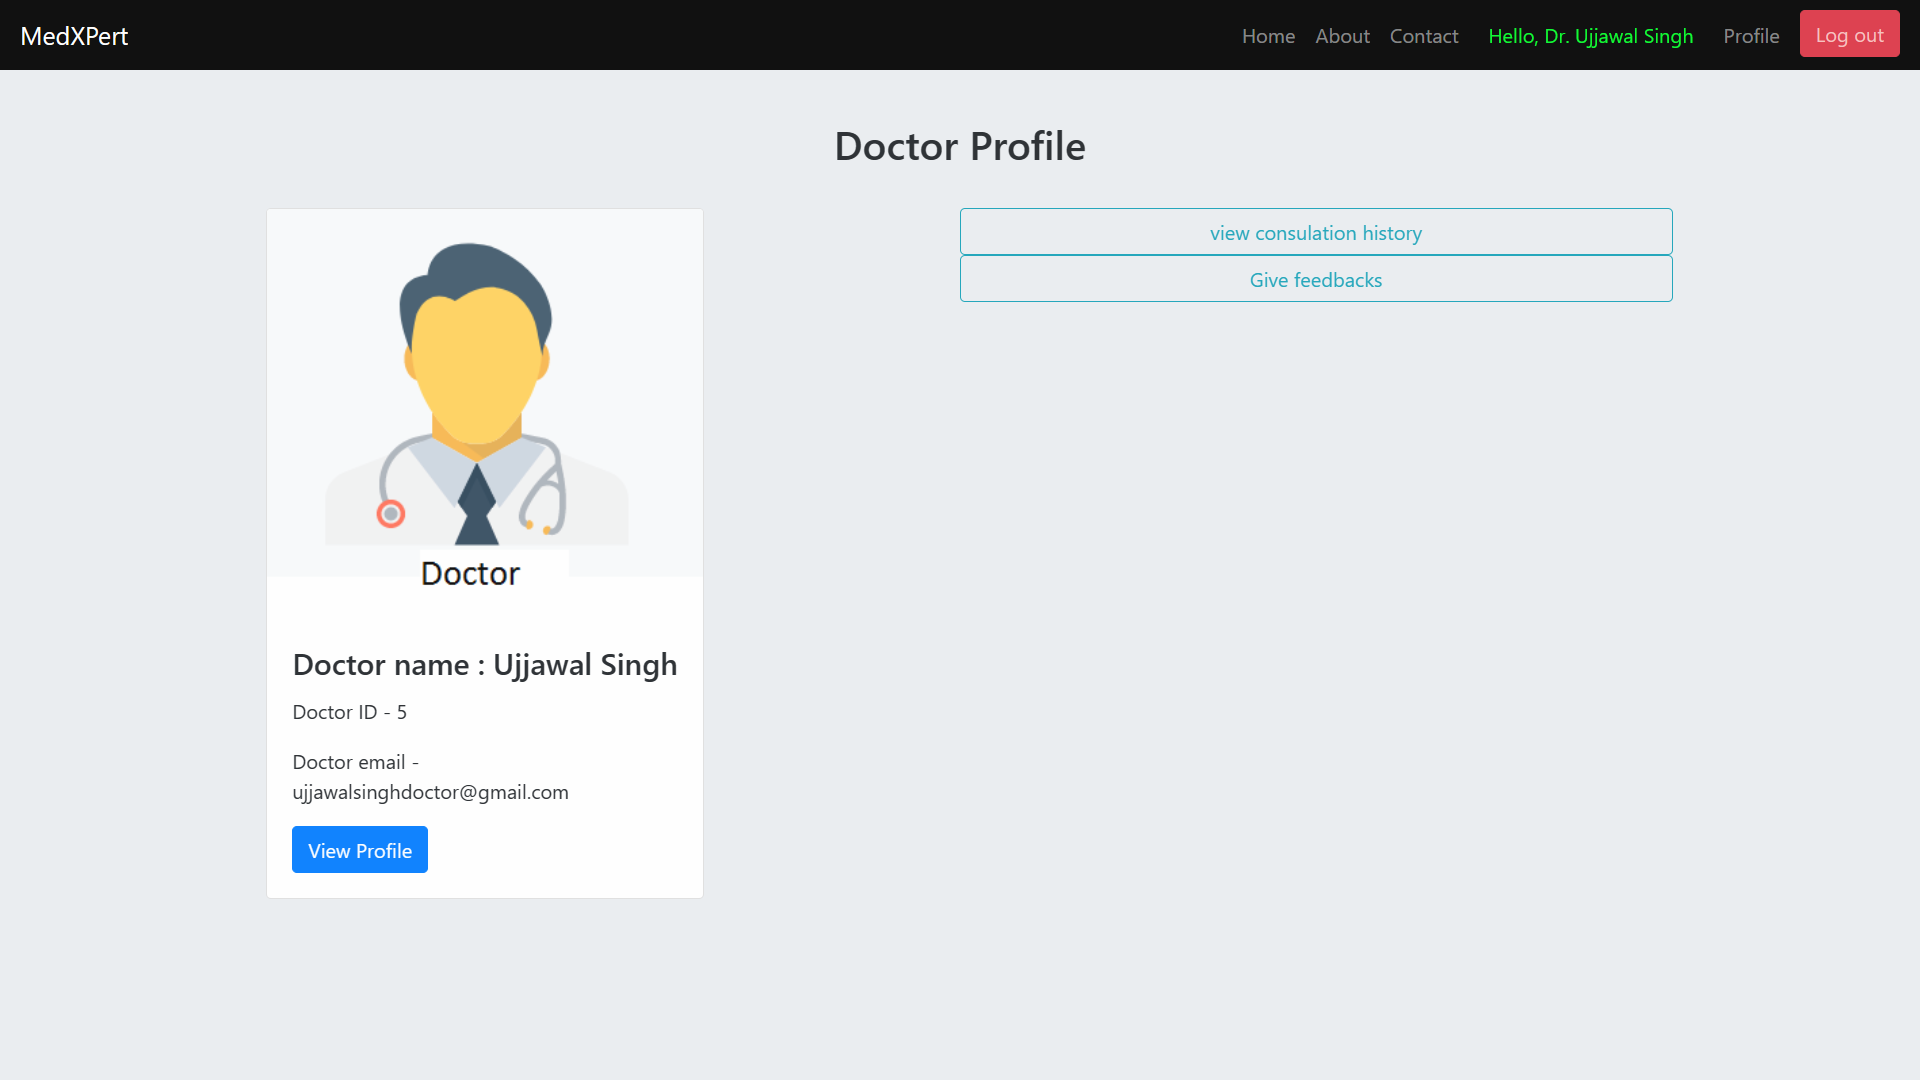 MedXPert
Home About Contact Hello, Dr. Ujjawal Singh Profile Log out
Doctor Profile
Doctor
Doctor name : Ujjawal Singh
Doctor ID - 5
Doctor email -
ujjawalsinghdoctor@gmail.com
View Profile
view consulation history
Give feedbacks